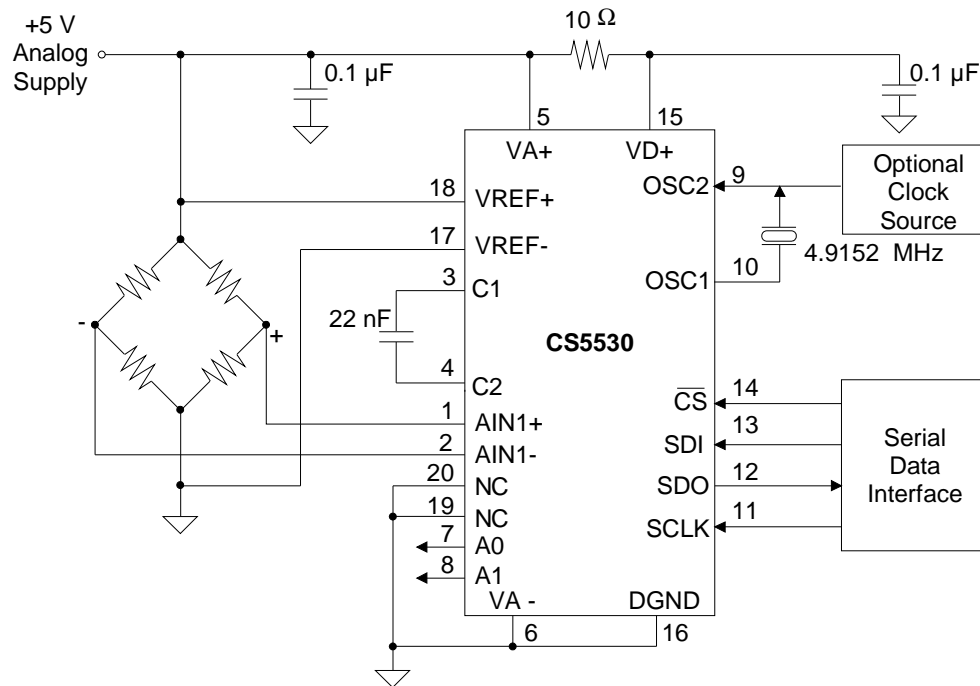 +5 V
Analog
Supply
10 Ω
0.1 µF
0.1 µF
5
15
VA+
VD+
18
VREF+
17
VREF-
3
C1
22 nF
4
C2
1
AIN1+
2
AIN1-
20
NC
19
NC
7
A0
8
A1
VA -
6
DGND
16
CS5530
OSC2
9
Optional
Clock
Source
4.9152 MHz
10
OSC1
CS
14
SDI
13
SDO
12
SCLK
11
Serial
Data
Interface
-
+